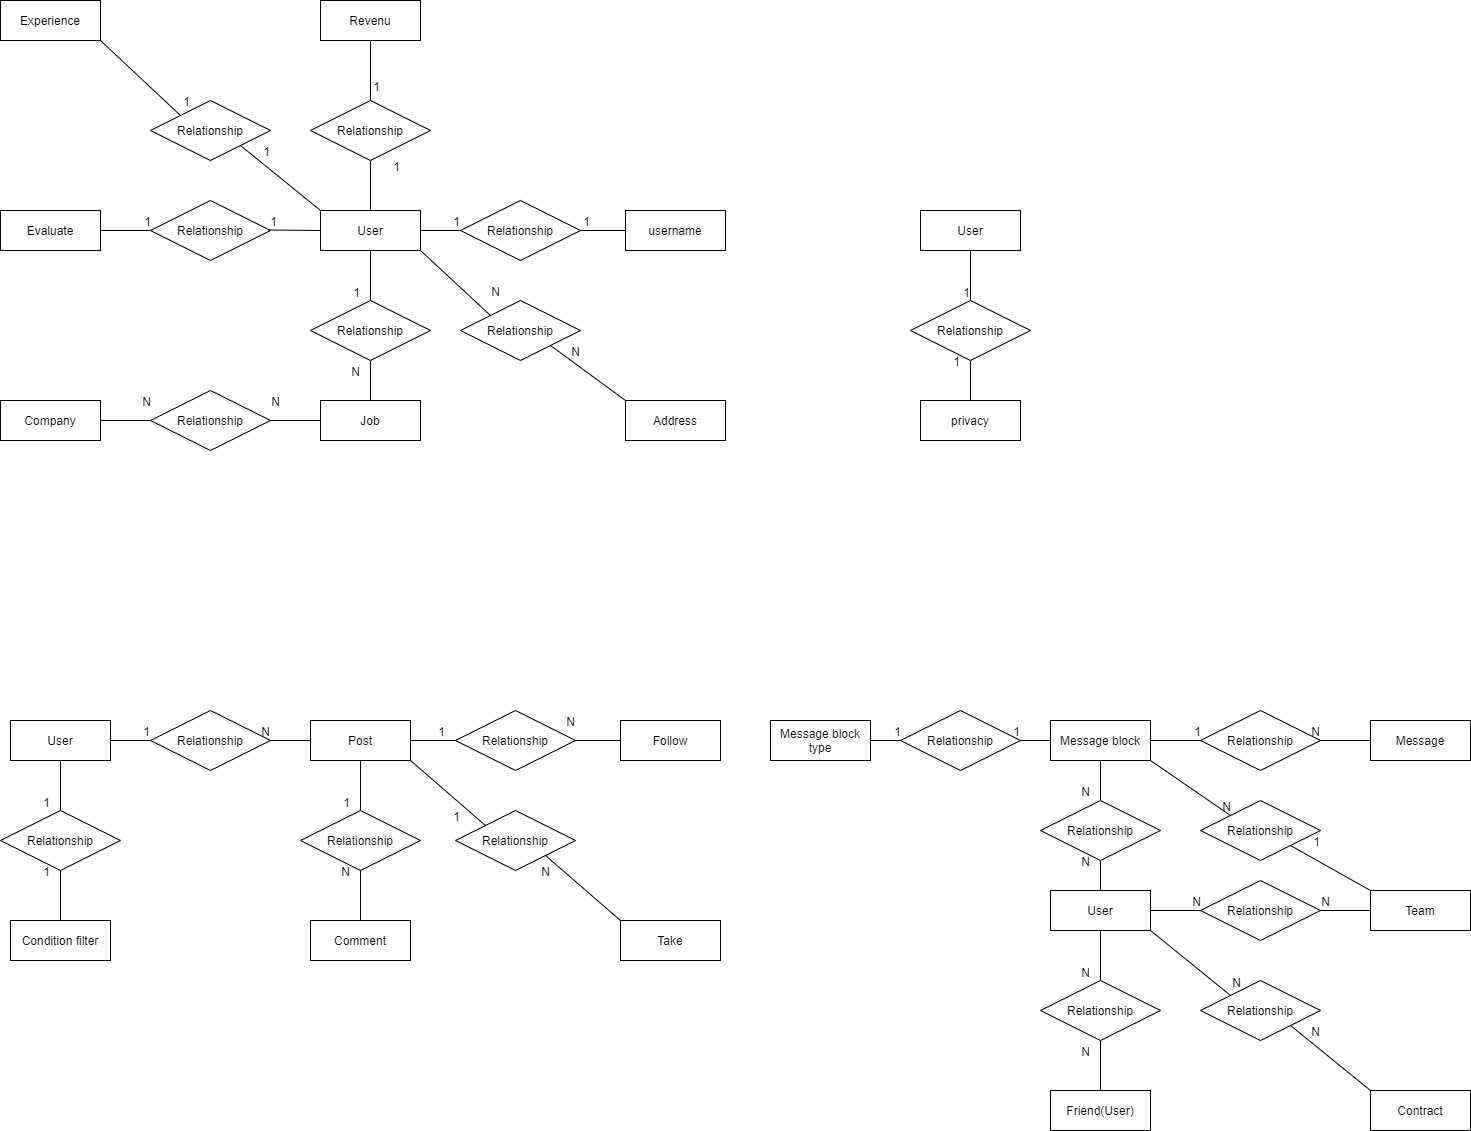 Experience
Revenu
1
1
Relationship
Relationship
1
1
Evaluate
1
Relationship
1
User
1
Relationship
1
username
User
1
N
1
Relationship
Relationship
Relationship
N
N
1
Company
N
Relationship
N
Job
Address
privacy
User
1
Relationship
N
Post
1
Relationship
N
Follow
Message block
type
1
Relationship
1
Message block
1
Relationship
N
Message
1
1
1
N
N
Relationship
Relationship
Relationship
Relationship
Relationship
1
1
N
N
N
User
N
Relationship
N
Team
Condition filter
Comment
Take
N
N
Relationship
Relationship
N
N
Friend(User)
Contract